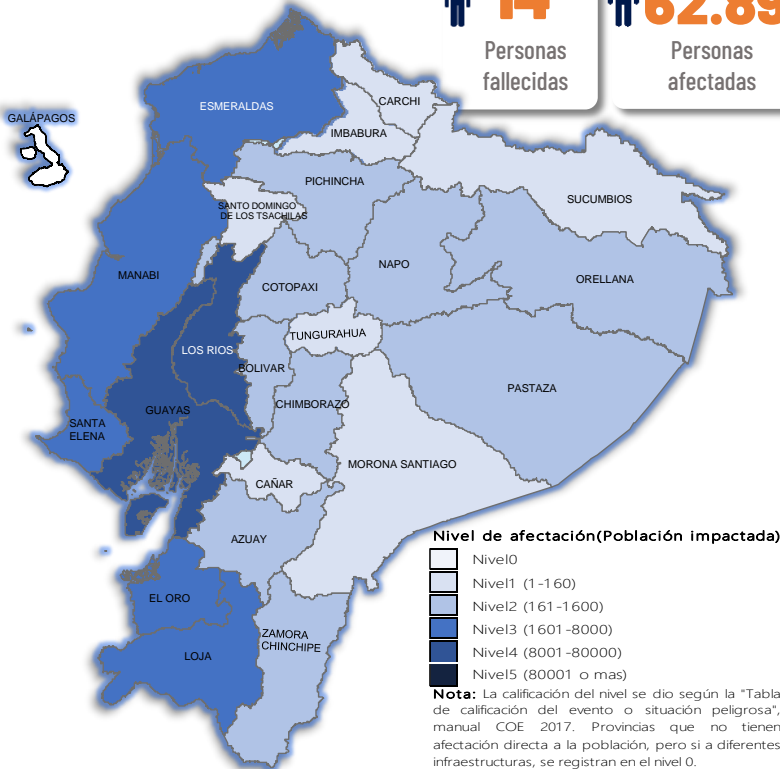 14
62.89
Personas
fallecidas
Personas
afectadas
GALÁPAGOS
ESMERALDAS
CARCHI
IMBABURA
PICHINCHA
SUCUMBIOS
SANTO DOMINGO
DE LOS TSACHILAS
MANABI
NAPO
ORELLANA
COTOPAXI
TUNGURAHUA
LOS RIOS
BOLIVAR
PASTAZA
CHIMBORAZO
GUAYAS
SANTA
ELENA
MORONA SANTIAGO
CAÑAR
AZUAY
EL ORO
ZAMORA
CHINCHIPE
LOJA
Nivel de afectación(Población impactada)
Nivel0
Nivel1 (1-160)
Nivel2 (161-1600)
Nivel3 (1601-8000)
Nivel4 (8001-80000)
Nivel5 (80001 o mas)
Nota: La calificación del nivel se dio según la "Tabla
de calificación del evento o situación peligrosa",
manual COE 2017. Provincias que no tienen
afectación directa a la población, pero si a diferentes
infraestructuras, se registran en el nivel 0.